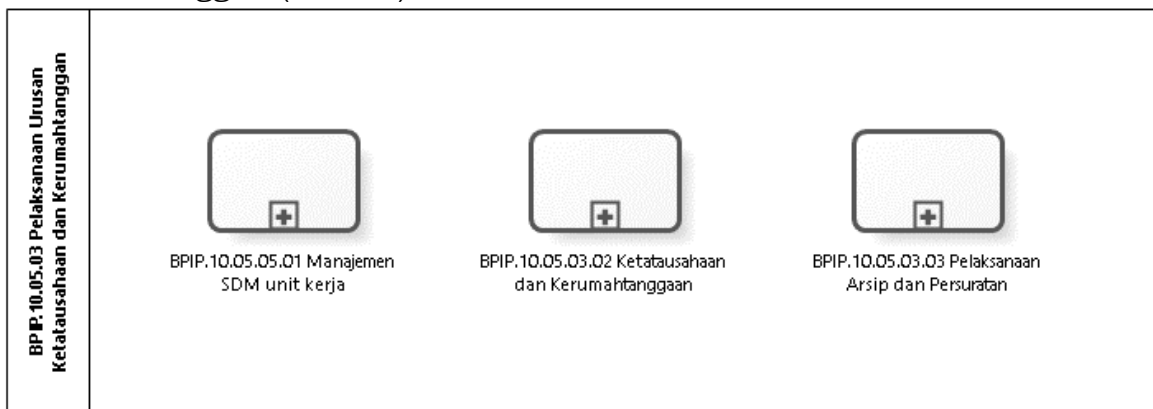 BPIP.10.05.03 Pelaksanaan Urusan
Ketatausahaan dan Kerumahtanggan
BPIP.10.05.05.01 Manajemen
SDM unit kerja
BPIP.10.05.03.02 Ketatausahaan
dan Kerumahtanggaan
BPIP.10.05.03.03 Pelaksanaan
Arsip dan Persuratan